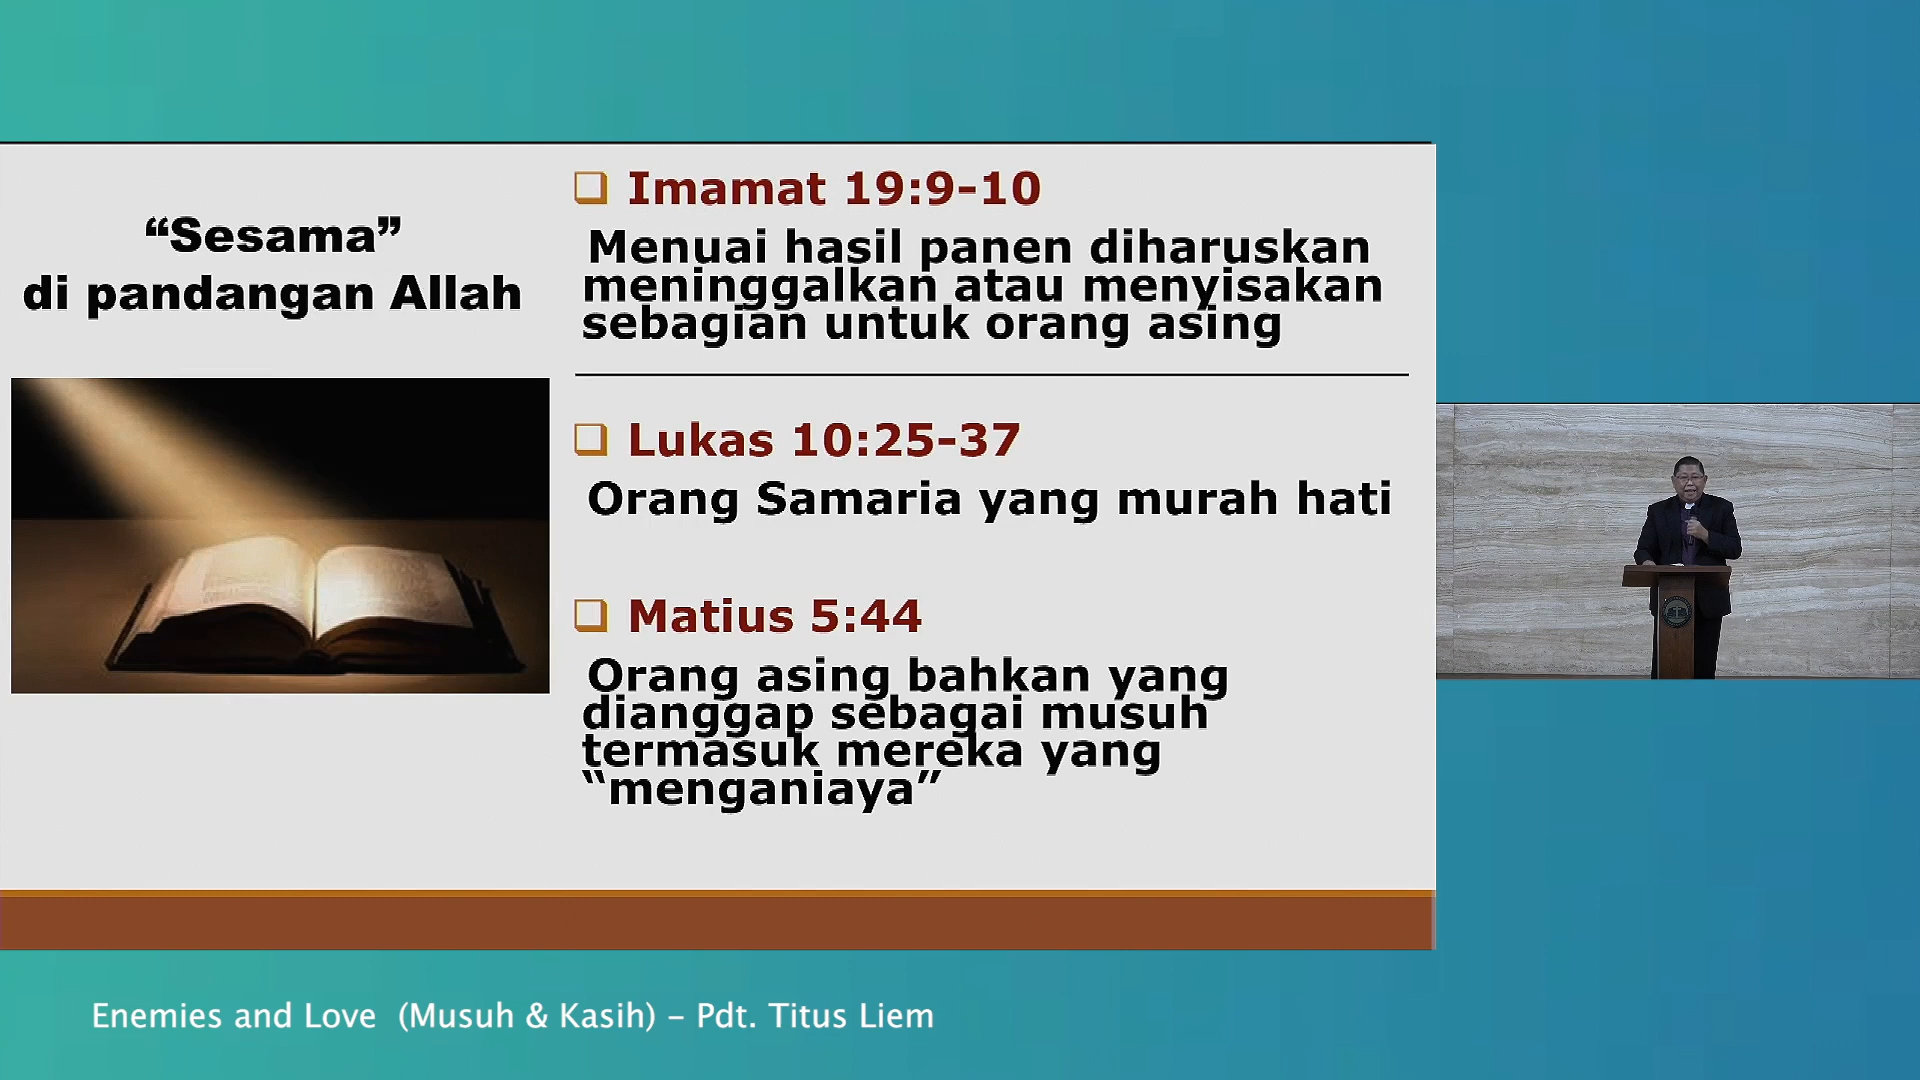 “Sesama”
di pandangan Allah
Imamat 19:9-10
Menuai hasil panen diharuskan
meninggalkan atau menyisakan
sebagian untuk orang asing
Lukas 10:25-37
Orang Samaria yang murah hati
Matius 5:44
Orang asing bahkan yang
dianggap sebagai musuh
termasuk mereka yang
“menganiaya”
Enemies and Love (Musuh & Kasih) - Pdt. Titus Liem